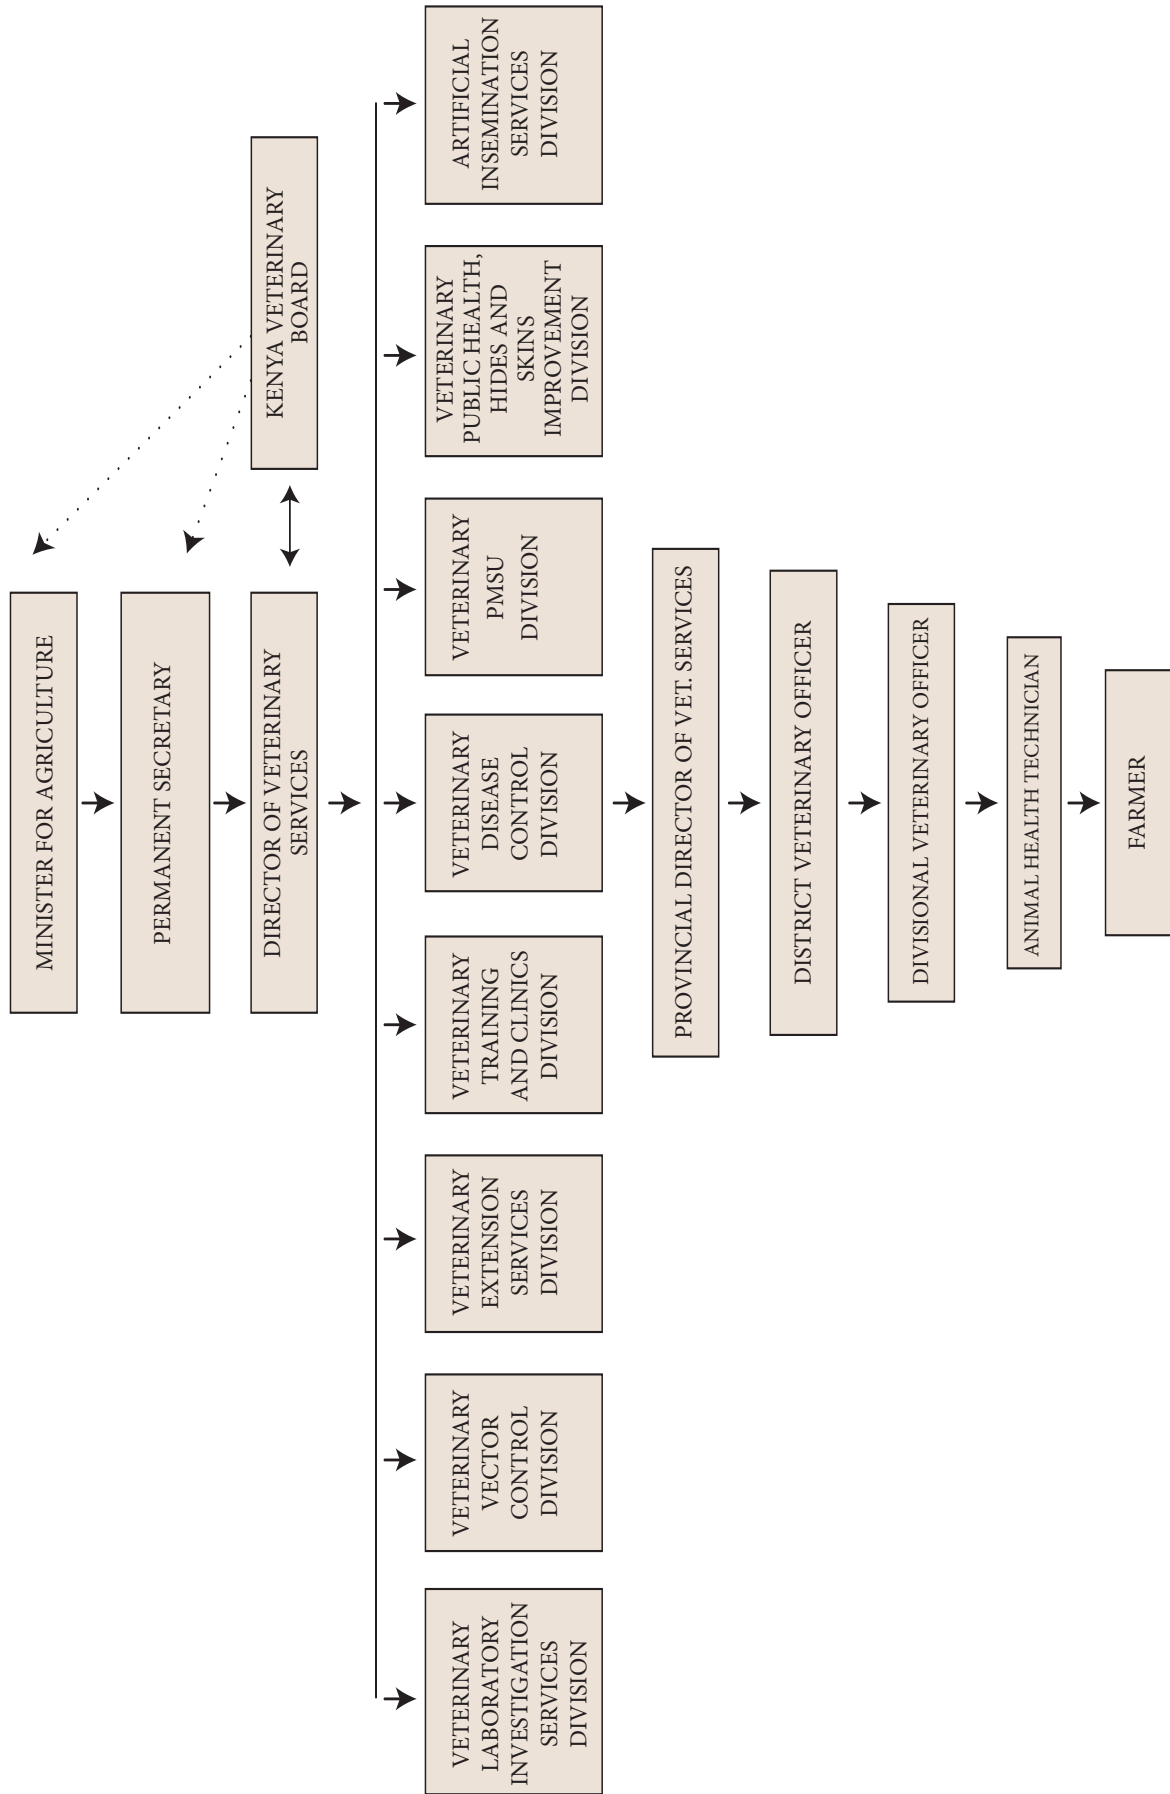 MINISTER FOR AGRICULTURE
PERMANENT SECRETARY
DIRECTOR OF VETERINARY
SERVICES
KENYA VETERINARY
BOARD
VETERINARY
LABORATORY
INVESTIGATION
SERVICES
DIVISION
VETERINARY
VECTOR
CONTROL
DIVISION
VETERINARY
EXTENSION
SERVICES
DIVISION
VETERINARY
TRAINING
AND CLINICS
DIVISION
VETERINARY
DISEASE
CONTROL
DIVISION
VETERINARY
PMSU
DIVISION
VETERINARY
PUBLIC HEALTH,
HIDES AND
SKINS
IMPROVEMENT
DIVISION
ARTIFICIAL
INSEMINATION
SERVICES
DIVISION
PROVINCIAL DIRECTOR OF VET. SERVICES
DISTRICT VETERINARY OFFICER
DIVISIONAL VETERINARY OFFICER
ANIMAL HEALTH TECHNICIAN
FARMER